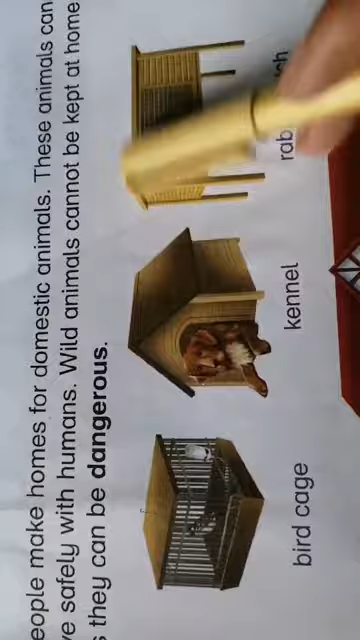 eople make homes for domestic animals. These animals can
ve safely with humans. Wild animals cannot be kept at home
s they can be dangerous.
bird cage
kennel
rab tch